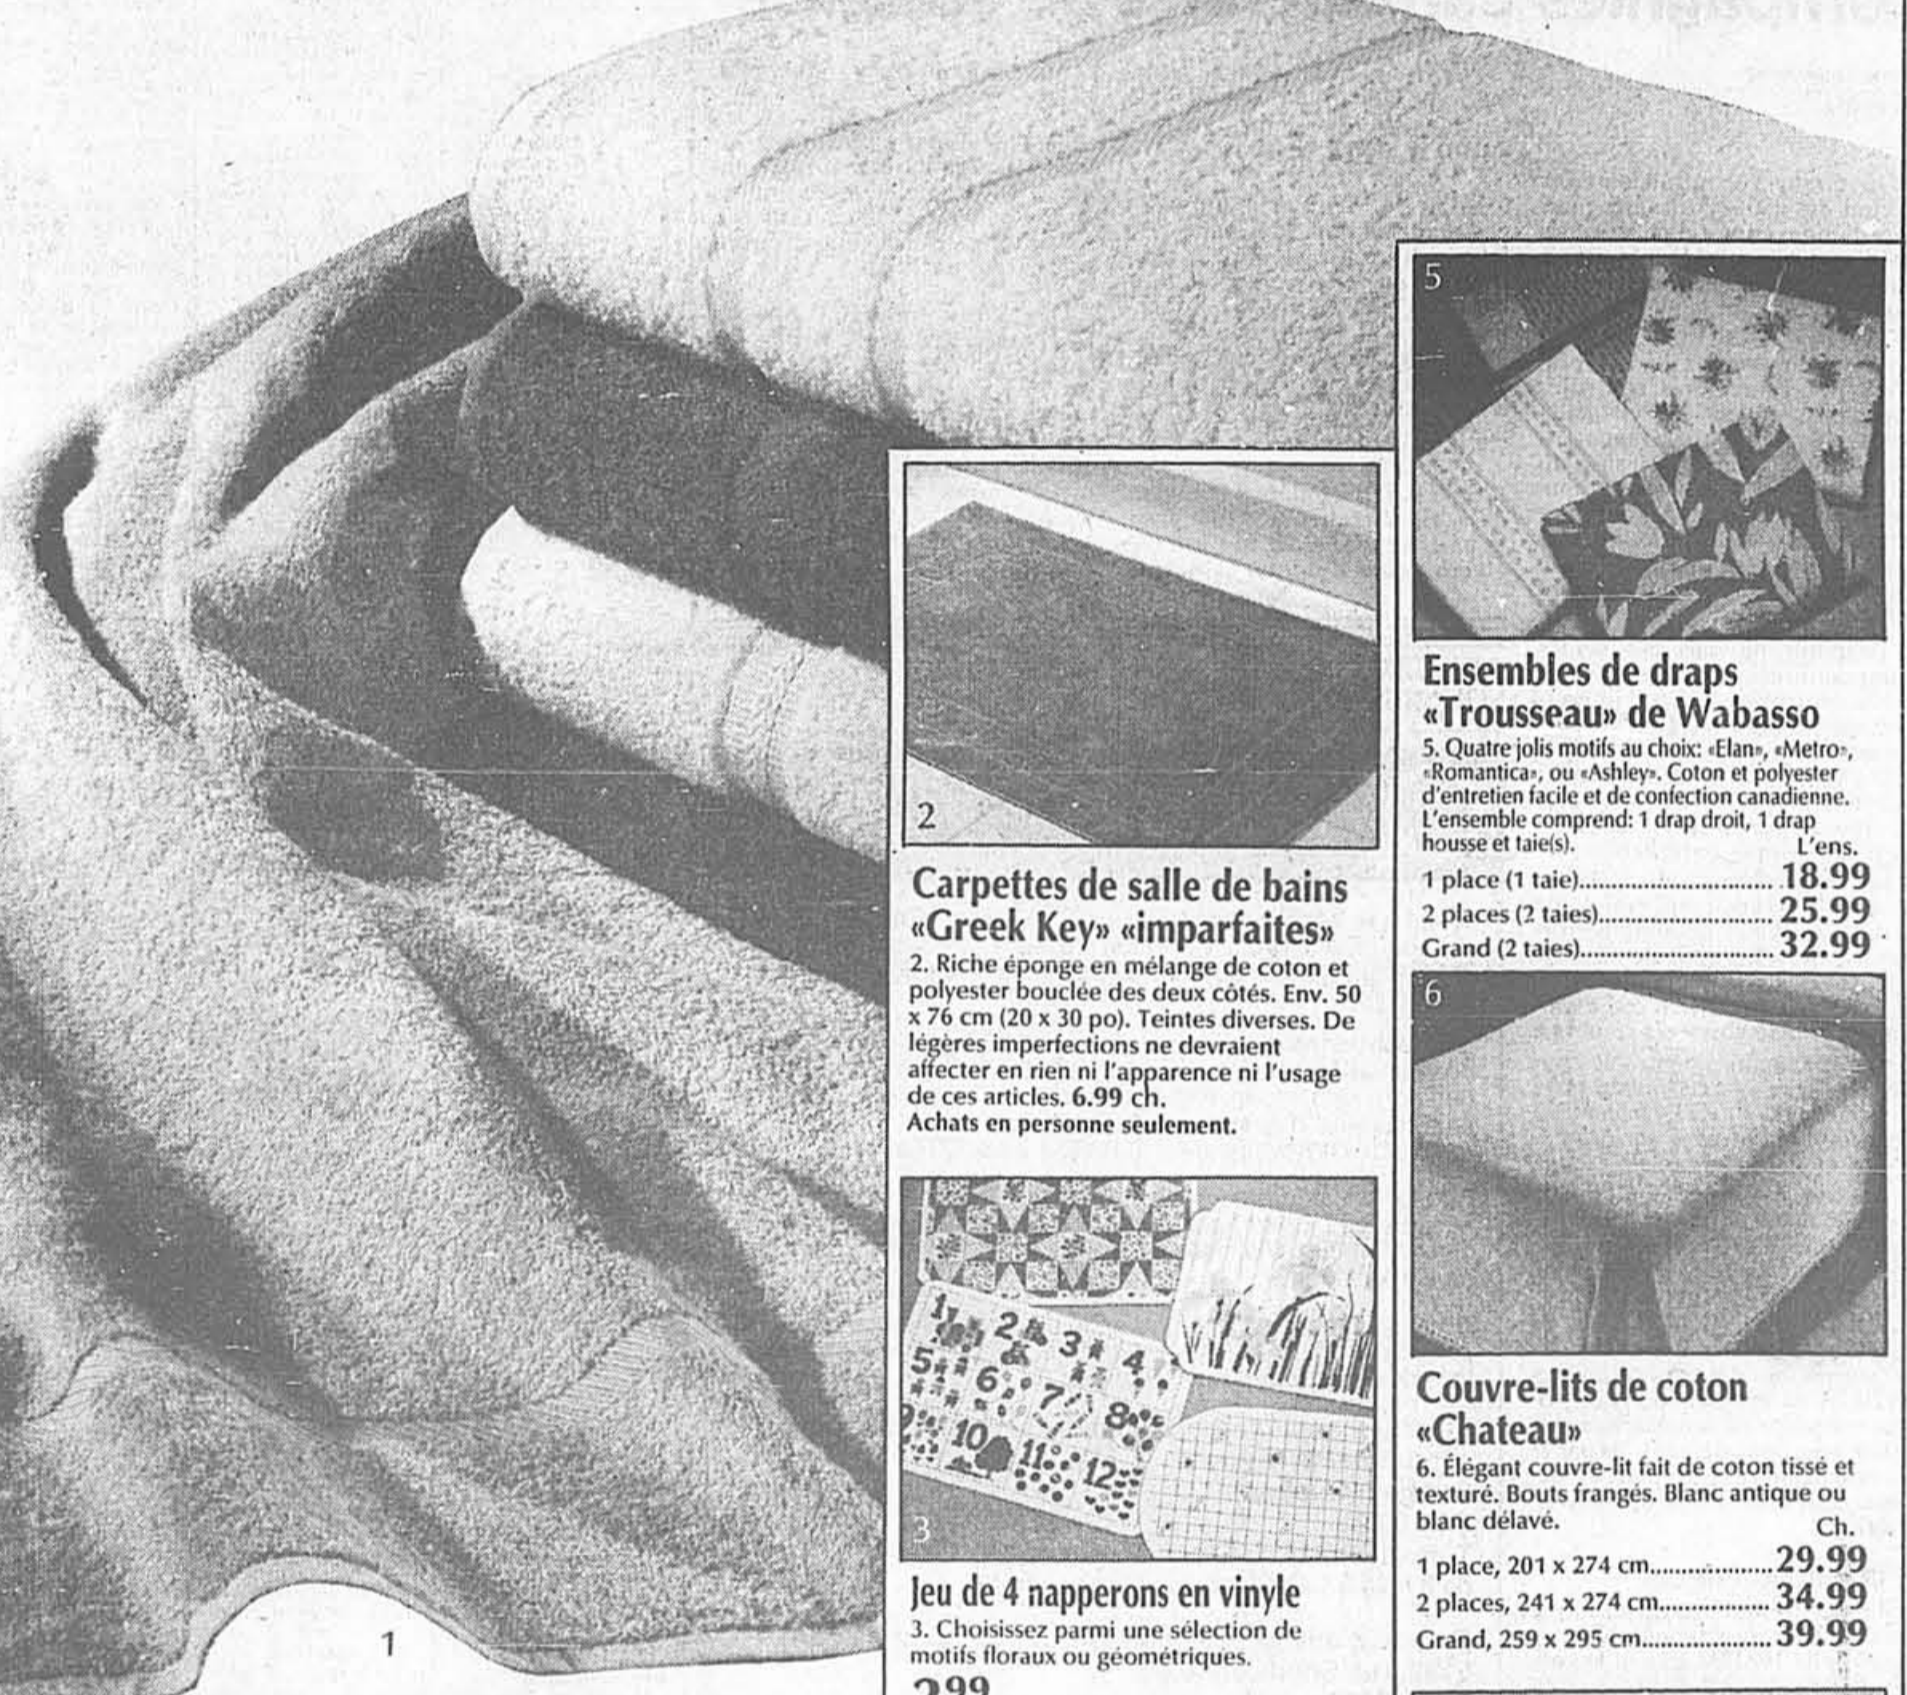 1
2
Carpettes de salle de bains
«Greek Key» «imparfaites»
2. Riche éponge en mélange de coton et
polyester bouclée des deux côtés. Env. 50
x 76 cm (20 x 30 po). Teintes diverses. De
légères imperfections ne devraient
affecter en rien ni l'apparence ni l'usage
de ces articles. 6.99 ch.
Achats en personne seulement.
1 2 3 4
5 6 7 8
9 10 11 12
3
Jeu de 4 napperons en vinyle
3. Choisissez parmi une sélection de
motifs floraux ou géométriques.
99
5
Ensembles de draps
«Trousseau» de Wabasso
5. Quatre jolis motifs au choix: «Elan», «Metro»,
«Romantica», ou «Ashley». Coton et polyester
d'entretien facile et de confection canadienne.
L'ensemble comprend: 1 drap droit, 1 drap
housse et taie(s). L'ens.
1 place (1 taie)............................ 18.99
2 places (2 taies)......................... 25.99
Grand (2 taies)............................ 32.99
6
Couvre-lits de coton
«Chateau»
6. Élégant couvre-lit fait de coton tissé et
texturé. Bouts frangés. Blanc antique ou
blanc délavé. Ch.
1 place, 201 x 274 cm................... 29.99
2 places, 241 x 274 cm................. 34.99
Grand, 259 x 295 cm.................... 39.99